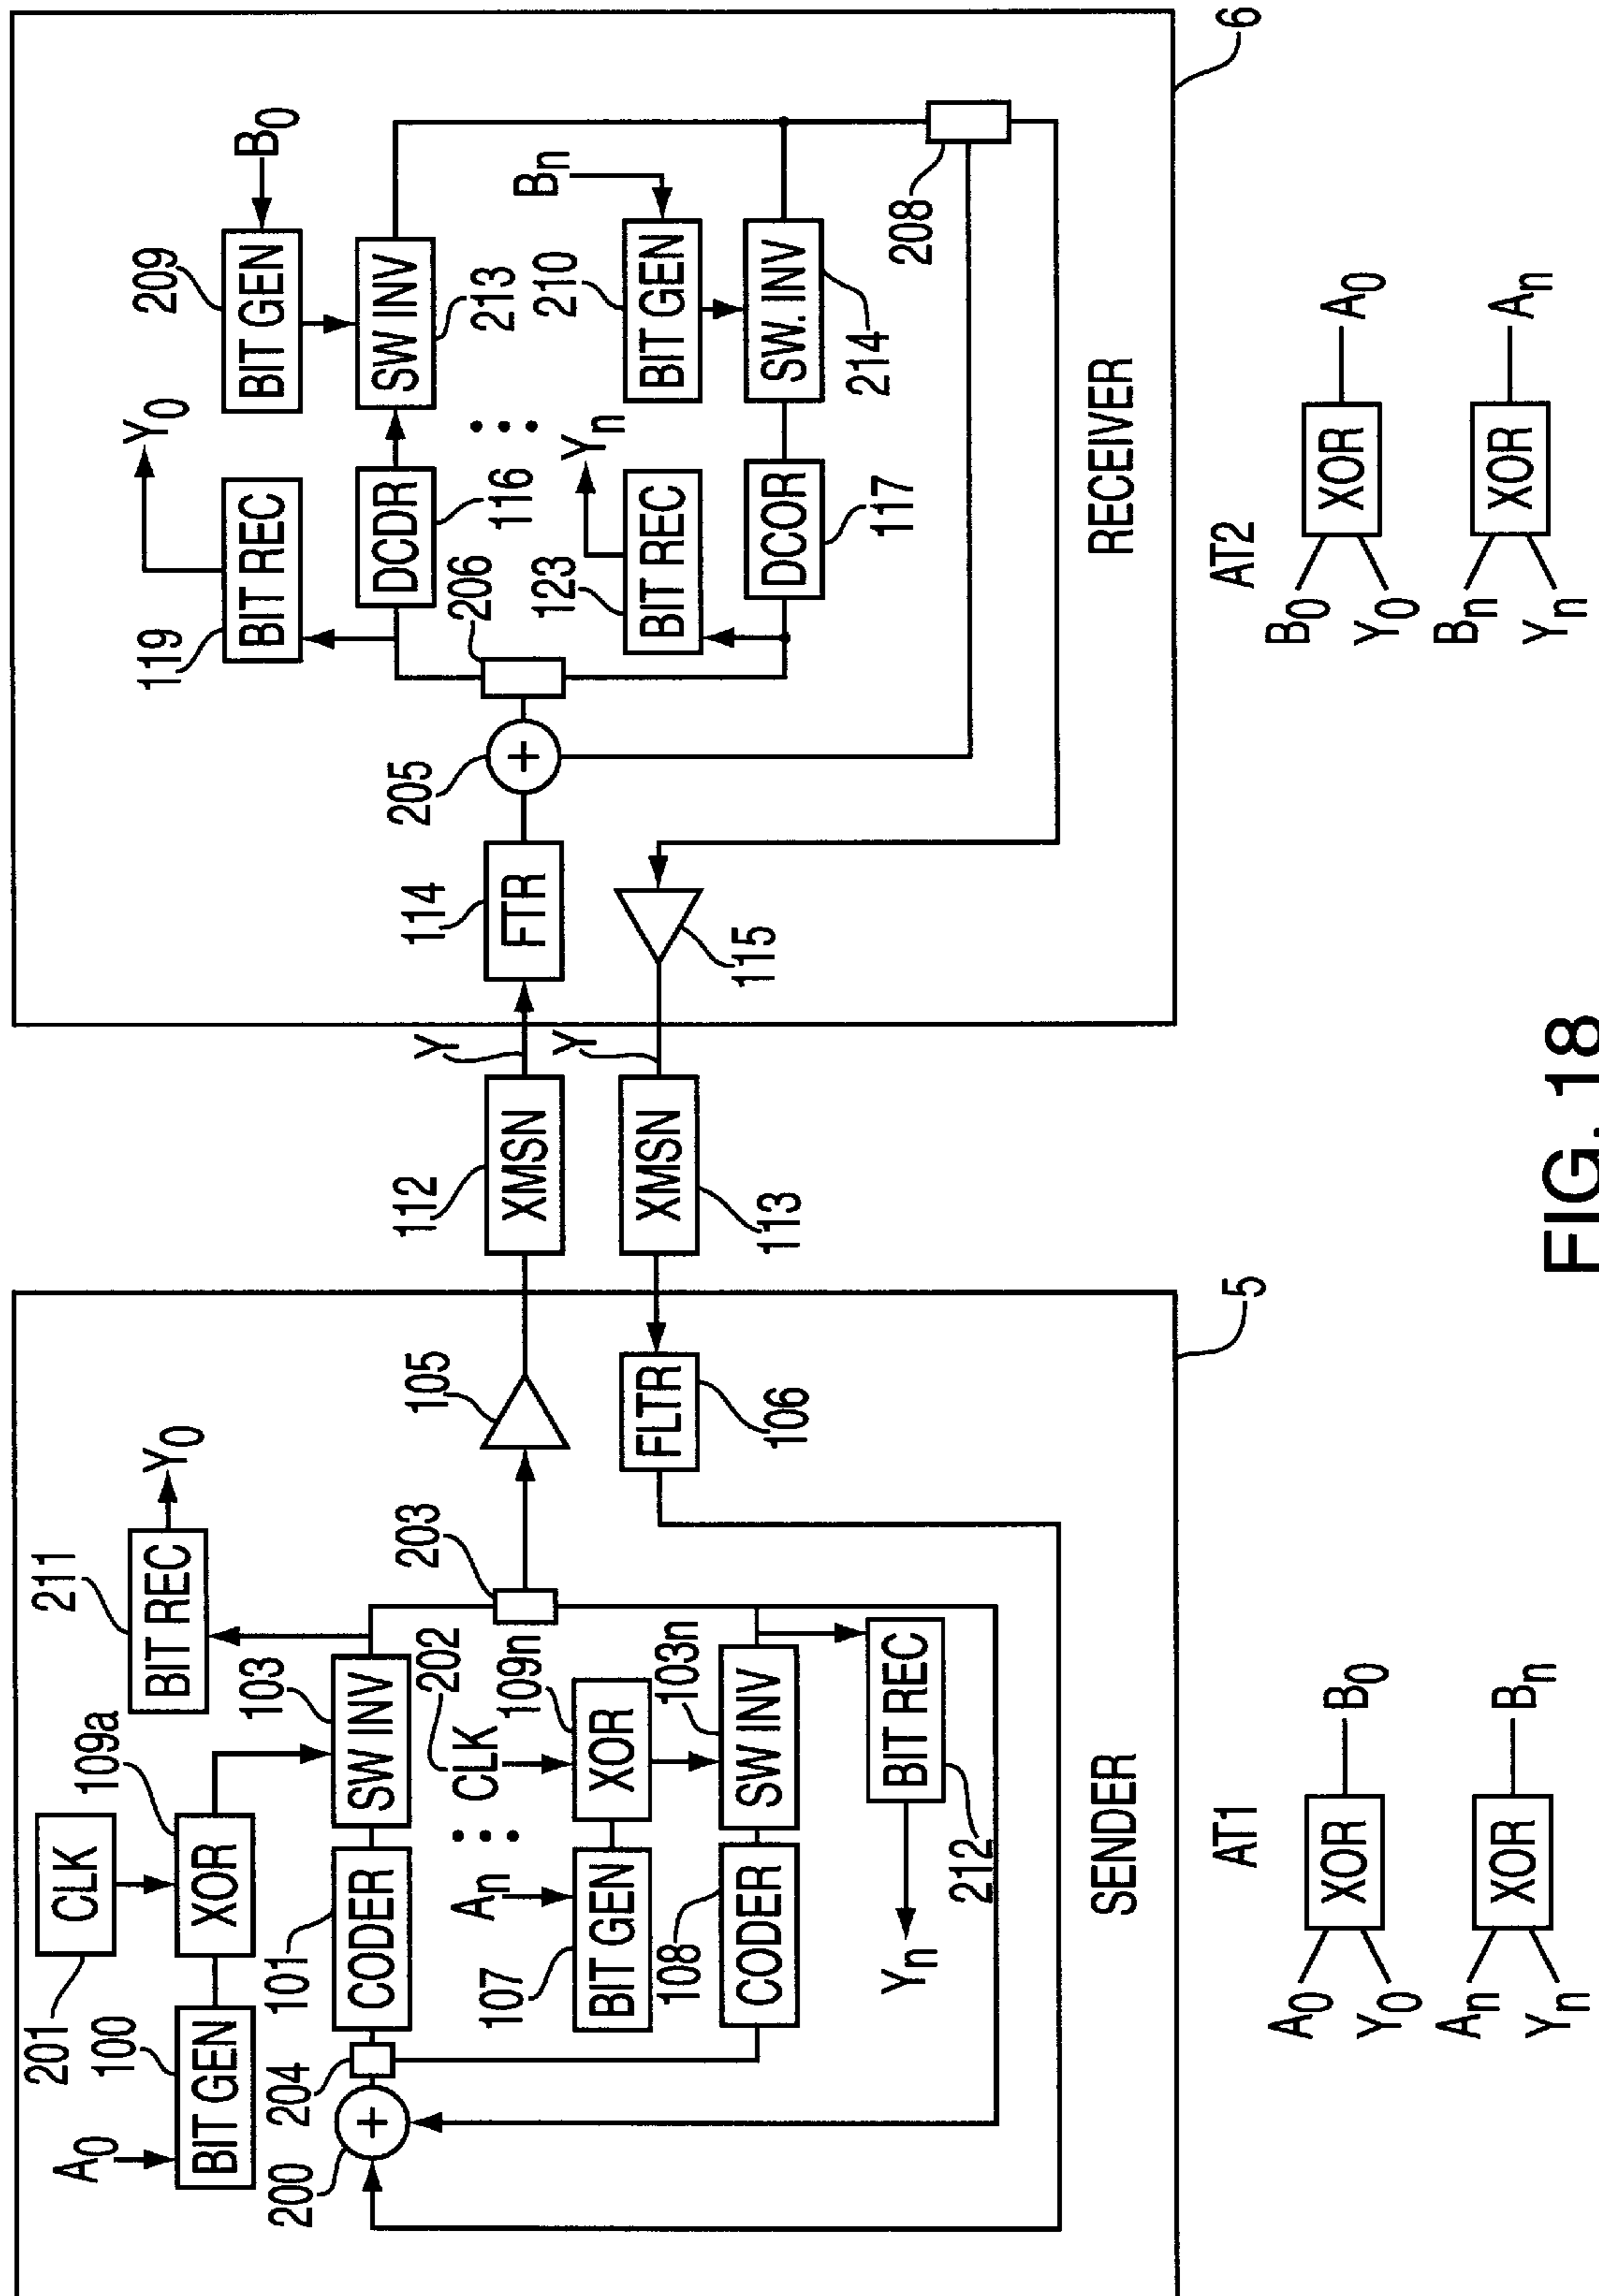 201
CLK
211
BIT REC
Y0
A0
100
BIT GEN
109a
XOR
103
SW INV
101
CODER
204
200
+
203
105
202
CLK
An
107
BIT GEN
109n
XOR
103n
SW INV
108
CODER
BIT REC
212
Yn
FLTR
106
SENDER
5
112
XMSN
Y
XMSN
113
Y
119
BIT REC
Y0
209
BIT GEN
B0
DCDR
116
SW INV
213
206
205
+
114
FTR
123
BIT REC
Yn
210
BIT GEN
Bn
DCOR
117
SW. INV
214
208
115
RECEIVER
6
AT1
A0
Y0
XOR
B0
An
Yn
XOR
Bn
AT2
B0
Y0
XOR
A0
Bn
Yn
XOR
An
FIG. 18